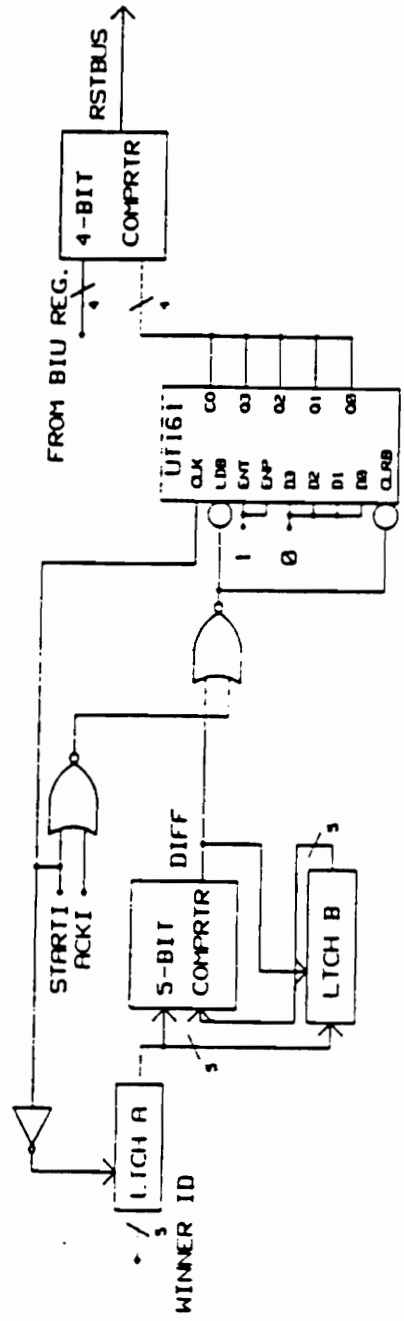 WINNER ID
5
LTCH A
STARTI
ACKI
5-BIT
COMPRTR
5
DIFF
LTCH B
5
1
0
UT161
CLK
LDB
ENT
ENP
D3
D2
D1
D0
CLRB
CO
Q3
Q2
Q1
Q0
FROM BIU REG.
4
4
4-BIT
COMPRTR
RSTBUS